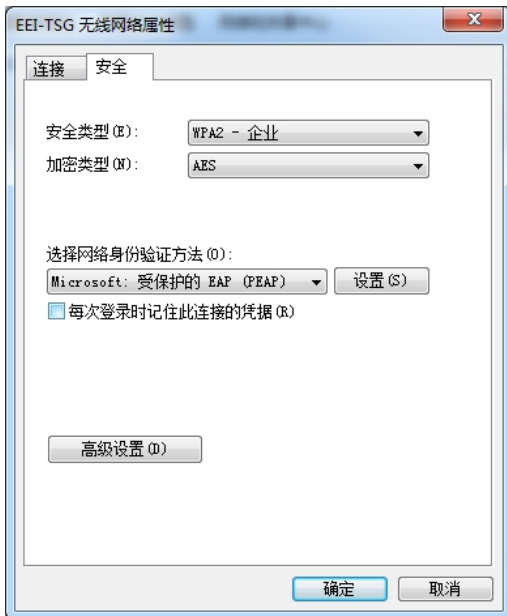 EEI-TSG 无线网络属性
连接 安全
安全类型(E): WPA2 - 企业
加密类型(N): AES
选择网络身份验证方法(O):
Microsoft: 受保护的 EAP (PEAP) 设置(S)
每次登录时记住此连接的凭据(R)
高级设置(D)
确定 取消